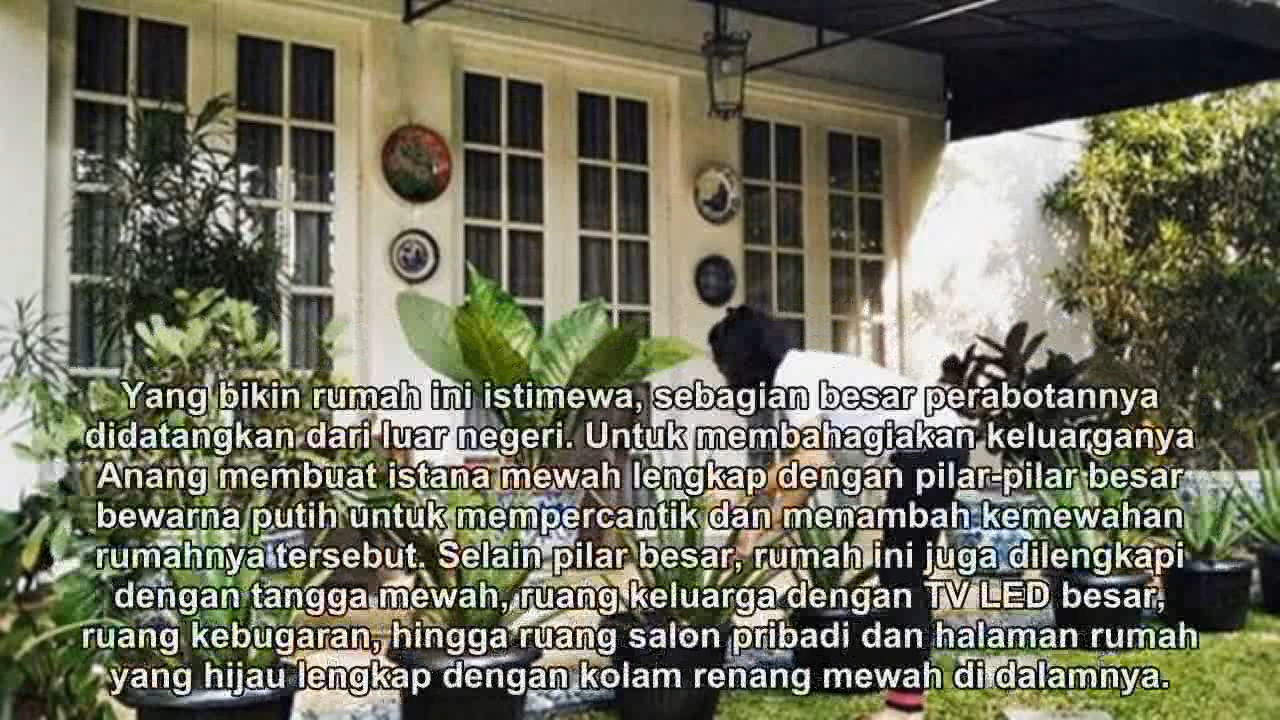 Yang bikin rumah ini istimewa, sebagian besar perabotannya
didatangkan dari luar negeri. Untuk membahagiakan keluarganya
Anang membuat istana mewah lengkap dengan pilar-pilar besar
bewarna putih untuk mempercantik dan menambah kemewahan
rumahnya tersebut. Selain pilar besar, rumah ini juga dilengkapi
dengan tangga mewah, ruang keluarga dengan TV LED besar,
ruang kebugaran, hingga ruang salon pribadi dan halaman rumah
yang hijau lengkap dengan kolam renang mewah di dalamnya.